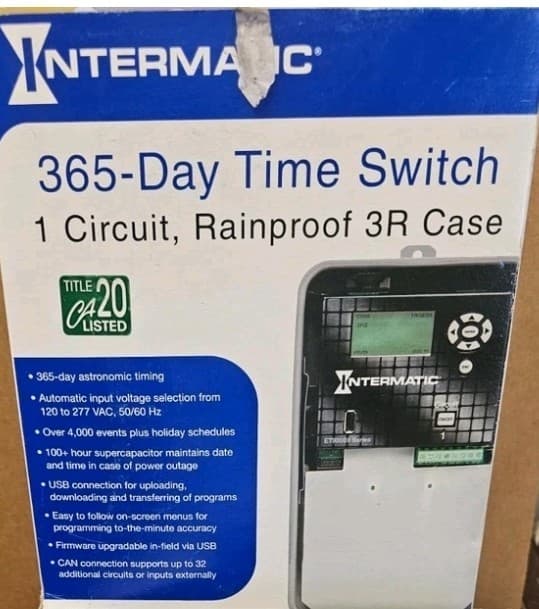 INTERMATIC®
365-Day Time Switch
1 Circuit, Rainproof 3R Case
TITLE 20
CA
LISTED
• 365-day astronomic timing
• Automatic input voltage selection from
120 to 277 VAC, 50/60 Hz
• Over 4,000 events plus holiday schedules
• 100+ hour supercapacitor maintains date
and time in case of power outage
• USB connection for uploading,
downloading and transferring of programs
• Easy to follow on-screen menus for
programming to-the-minute accuracy
• Firmware upgradable in-field via USB
• CAN connection supports up to 32
additional circuits or inputs externally
INTERMATIC
1